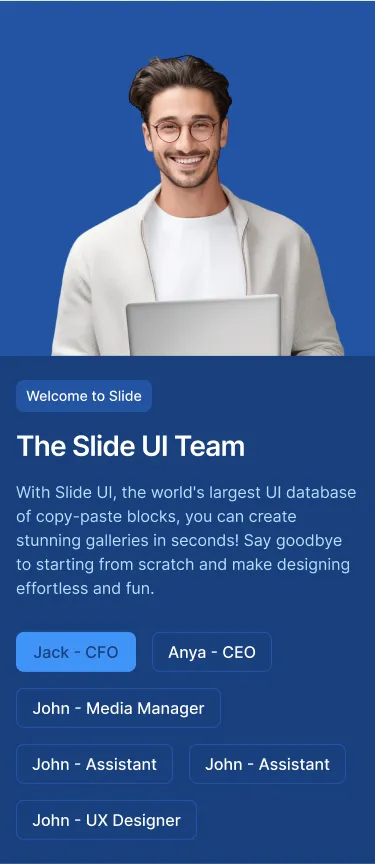 Welcome to Slide
The Slide UI Team
With Slide UI, the world's largest UI database
of copy-paste blocks, you can create
stunning galleries in seconds! Say goodbye
to starting from scratch and make designing
effortless and fun.
Jack - CFO
Anya - CEO
John - Media Manager
John - Assistant
John - Assistant
John - UX Designer